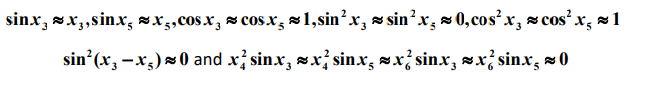 sinx₃ ≈ x₃, sinx₅ ≈ x₅, cosx₃ ≈ cosx₅ ≈ 1, sin²x₃ ≈ sin²x₅ ≈ 0, cos²x₃ ≈ cos²x₅ ≈ 1
sin²(x₃ − x₅) ≈ 0 and x₄² sinx₃ ≈ x₄² sinx₅ ≈ x₆² sinx₃ ≈ x₆² sinx₅ ≈ 0